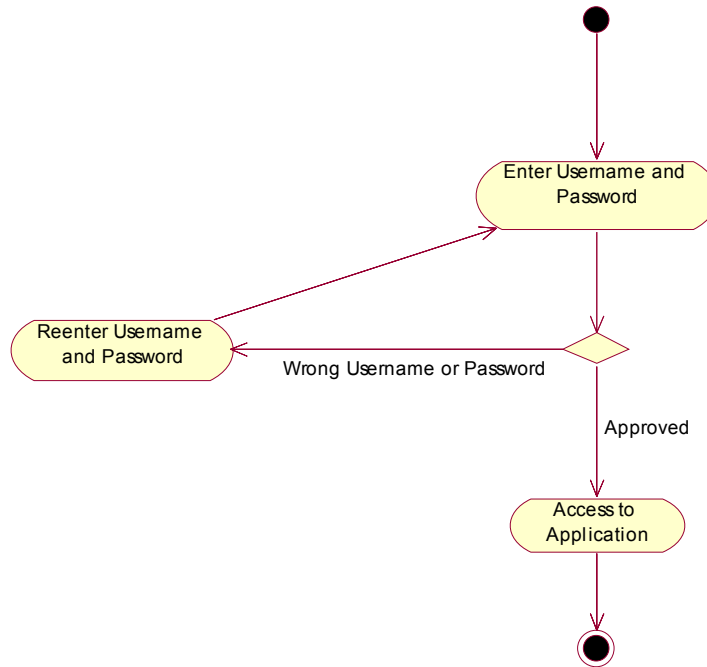 Enter Username and
Password
Reenter Username
and Password
Wrong Username or Password
Approved
Access to
Application